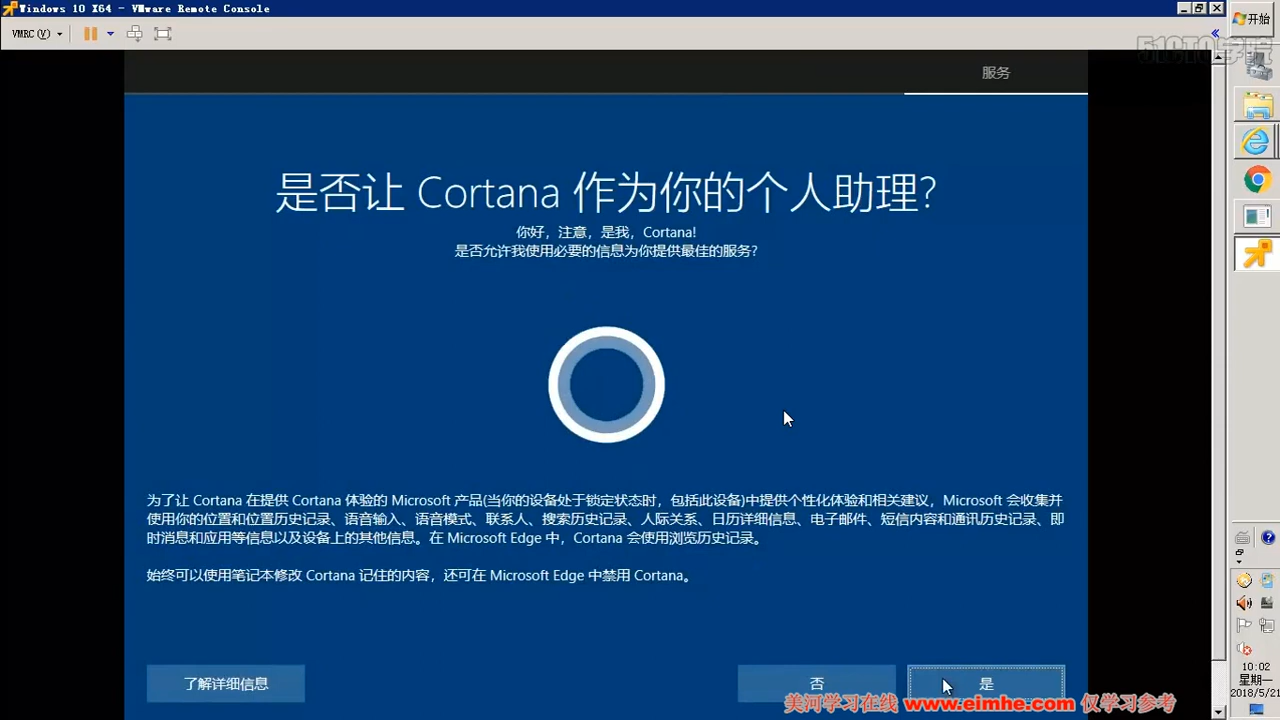 Windows 10 X64 - VMware Remote Console
VMRC (V)
开始
51CTO学院
服务
是否让 Cortana 作为你的个人助理?
你好，注意，是我，Cortana!
是否允许我使用必要的信息为你提供最佳的服务?
为了让 Cortana 在提供 Cortana 体验的 Microsoft 产品(当你的设备处于锁定状态时，包括此设备)中提供个性化体验和相关建议，Microsoft 会收集并
使用你的位置和位置历史记录、语音输入、语音模式、联系人、搜索历史记录、人际关系、日历详细信息、电子邮件、短信内容和通讯历史记录、即
时消息和应用等信息以及设备上的其他信息。在 Microsoft Edge 中，Cortana 会使用浏览历史记录。
始终可以使用笔记本修改 Cortana 记住的内容，还可在 Microsoft Edge 中禁用 Cortana。
了解详细信息
否
是
美河学习在线 www.eimhe.com 仅学习参考
10:02
星期一
2018/5/21